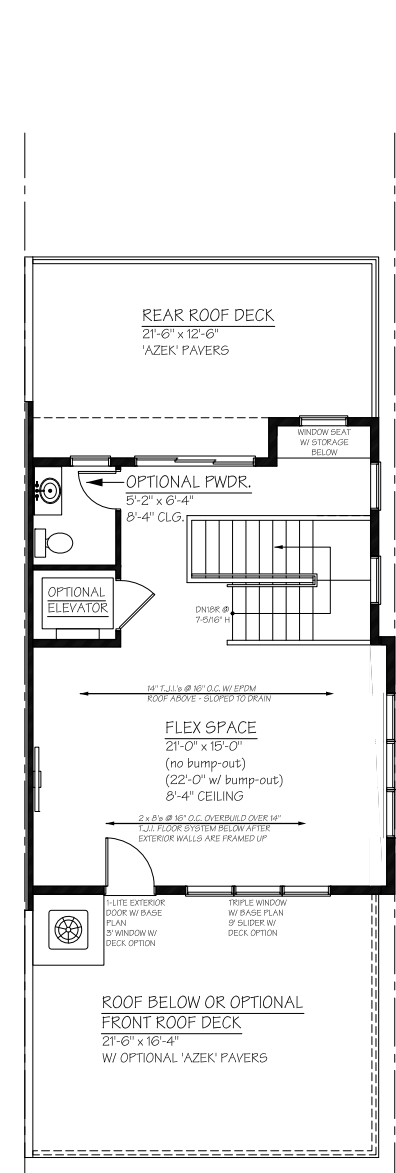 REAR ROOF DECK
21'-6" x 12'-6"
'AZEK' PAVERS
WINDOW SEAT
W/ STORAGE
BELOW
OPTIONAL PWDR.
5'-2" x 6'-4"
8'-4" CLG.
OPTIONAL
ELEVATOR
DN18R @
7-5/16" H
14" T.J.I.'s @ 16" O.C. W/ EPDM
ROOF ABOVE - SLOPED TO DRAIN
FLEX SPACE
21'-0" x 15'-0"
(no bump-out)
(22'-0" w/ bump-out)
8'-4" CEILING
2 x 8's @ 16" O.C. OVERBUILD OVER 14"
T.J.I. FLOOR SYSTEM BELOW AFTER
EXTERIOR WALLS ARE FRAMED UP
1-LITE EXTERIOR
DOOR W/ BASE
PLAN
3' WINDOW W/
DECK OPTION
TRIPLE WINDOW
W/ BASE PLAN
9' SLIDER W/
DECK OPTION
ROOF BELOW OR OPTIONAL
FRONT ROOF DECK
21'-6" x 16'-4"
W/ OPTIONAL 'AZEK' PAVERS